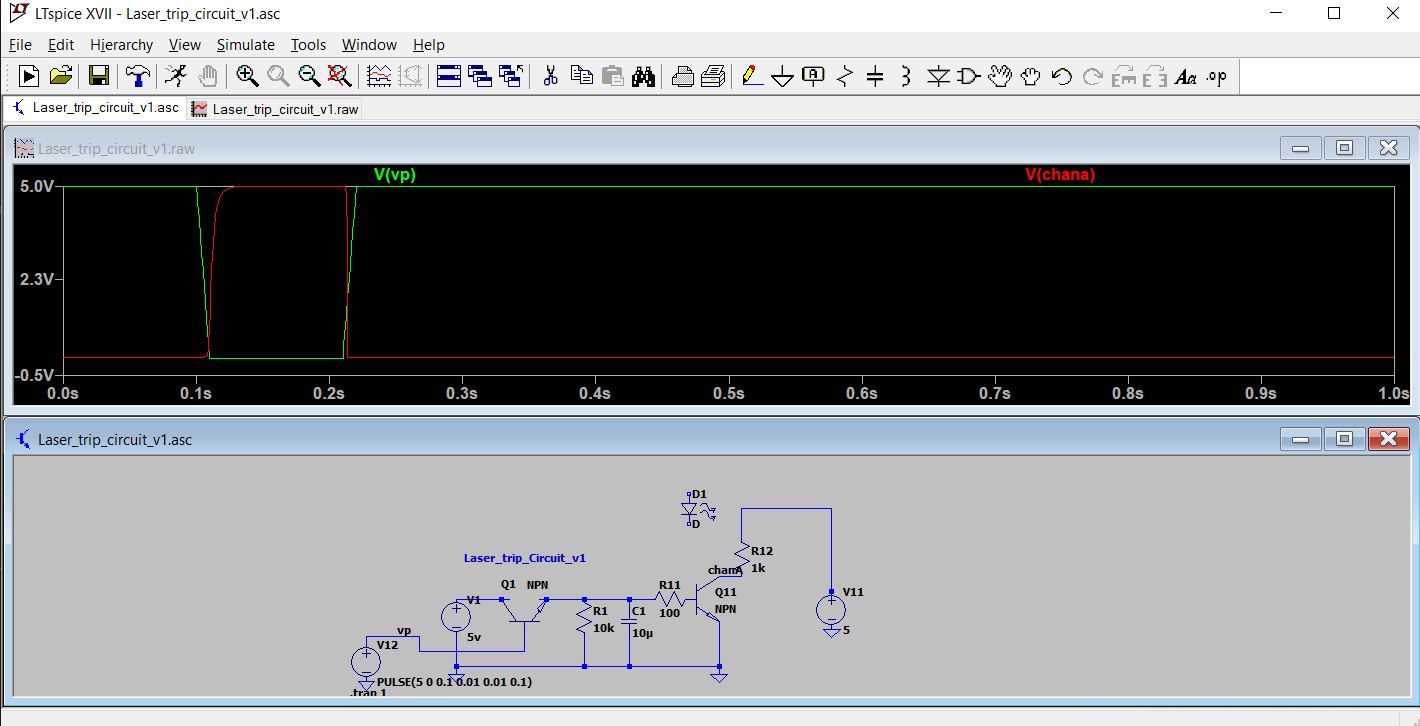 LTspice XVII - Laser_trip_circuit_v1.asc
File Edit Hierarchy View Simulate Tools Window Help
A Aa .op
Laser_trip_circuit_v1.asc Laser_trip_circuit_v1.raw
Laser_trip_circuit_v1.raw
V(vp) V(chana)
5.0V
2.3V
-0.5V
0.0s 0.1s 0.2s 0.3s 0.4s 0.5s 0.6s 0.7s 0.8s 0.9s 1.0s
Laser_trip_circuit_v1.asc
D1
D
Laser_trip_Circuit_v1
R12
1k
chanA
Q1 NPN
R11
100
Q11
NPN
V11
5
V1
5v
R1
10k
C1
10µ
vp
V12
PULSE(5 0 0.1 0.01 0.01 0.1)
.tran 1